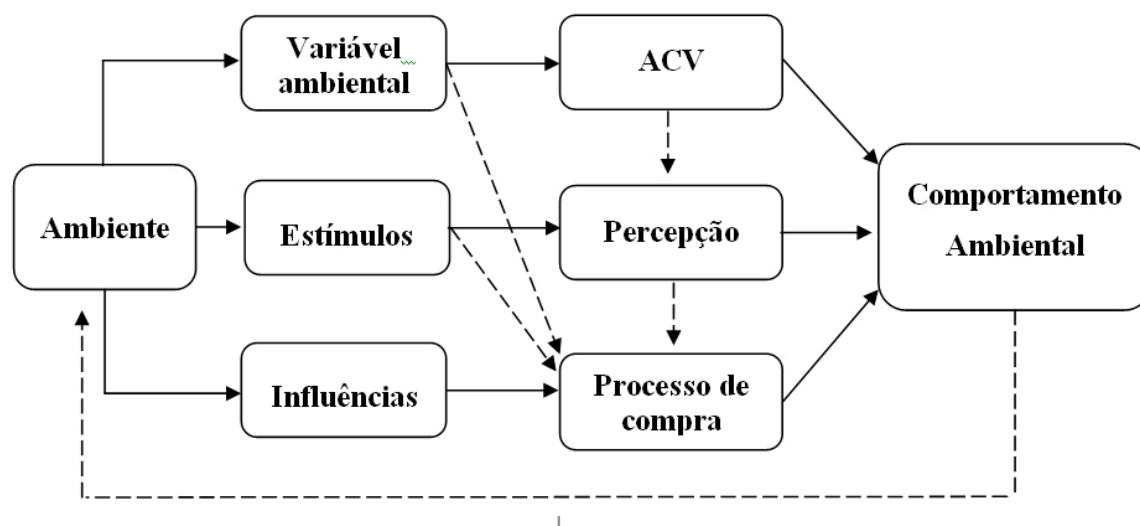 Variável
ambiental
ACV
Ambiente
Estímulos
Percepção
Comportamento
Ambiental
Influências
Processo de
compra